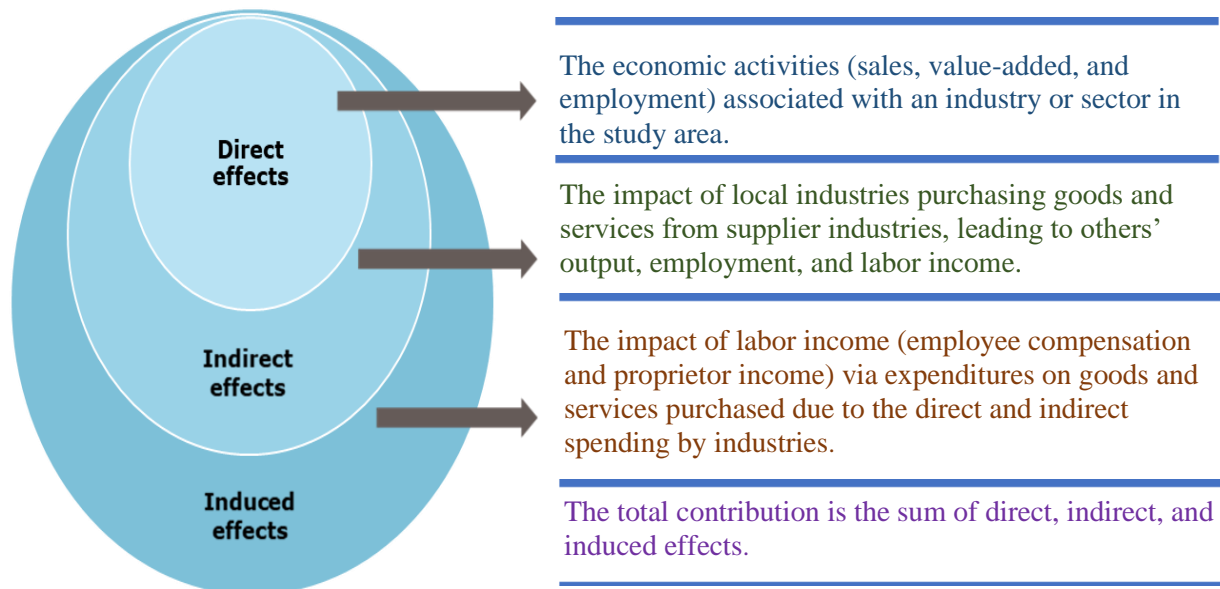 Direct
effects
Indirect
effects
Induced
effects
The economic activities (sales, value-added, and
employment) associated with an industry or sector in
the study area.
The impact of local industries purchasing goods and
services from supplier industries, leading to others’
output, employment, and labor income.
The impact of labor income (employee compensation
and proprietor income) via expenditures on goods and
services purchased due to the direct and indirect
spending by industries.
The total contribution is the sum of direct, indirect, and
induced effects.